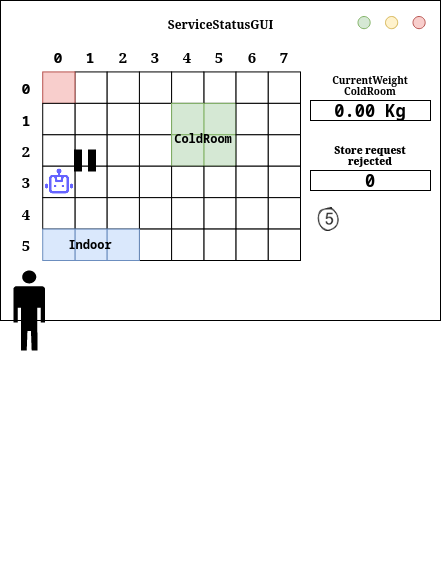 ServiceStatusGUI
0 1 2 3 4 5 6 7
0
1
2
3
4
5
ColdRoom
Indoor
CurrentWeight
ColdRoom
0.00 Kg
Store request
rejected
0
5